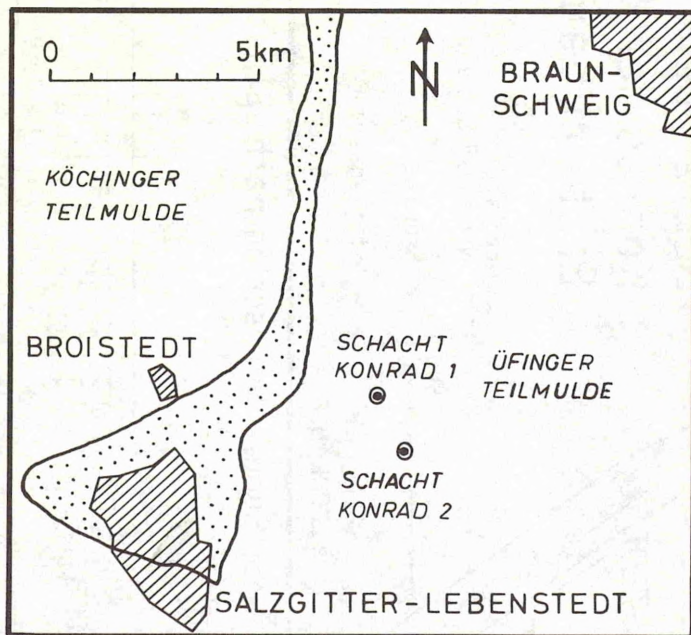 0 5km
N
BRAUN-
SCHWEIG
KÖCHINGER
TEILMULDE
BROISTEDT
SCHACHT
KONRAD 1
ÜFINGER
TEILMULDE
SCHACHT
KONRAD 2
SALZGITTER-LEBENSTEDT